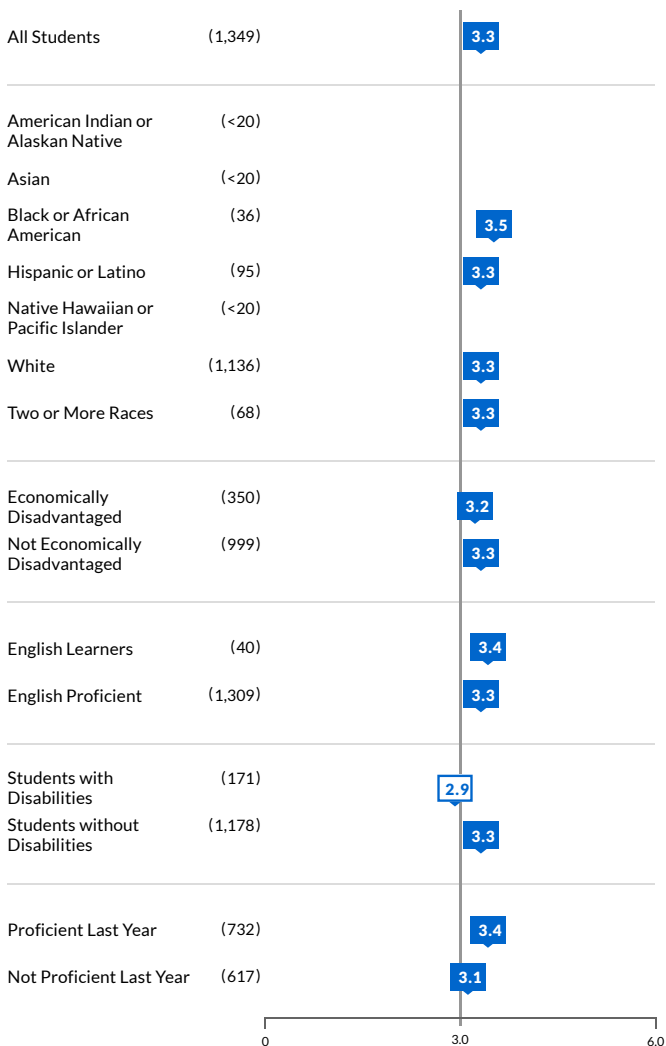 All Students (1,349) 3.3
American Indian or (<20)
Alaskan Native
Asian (<20)
Black or African (36) 3.5
American
Hispanic or Latino (95) 3.3
Native Hawaiian or (<20)
Pacific Islander
White (1,136) 3.3
Two or More Races (68) 3.3
Economically (350) 3.2
Disadvantaged
Not Economically (999) 3.3
Disadvantaged
English Learners (40) 3.4
English Proficient (1,309) 3.3
Students with (171) 2.9
Disabilities
Students without (1,178) 3.3
Disabilities
Proficient Last Year (732) 3.4
Not Proficient Last Year (617) 3.1
0 3.0 6.0